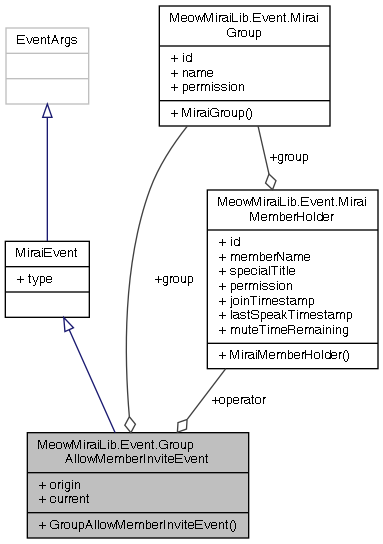 EventArgs
MeowMiraiLib.Event.Mirai
Group
+ id
+ name
+ permission
+ MiraiGroup()
+group
MeowMiraiLib.Event.Mirai
MemberHolder
+ id
+ memberName
+ specialTitle
+ permission
+ joinTimestamp
+ lastSpeakTimestamp
+ muteTimeRemaining
+ MiraiMemberHolder()
MiraiEvent
+ type
+group
+operator
MeowMiraiLib.Event.Group
AllowMemberInviteEvent
+ origin
+ current
+ GroupAllowMemberInviteEvent()